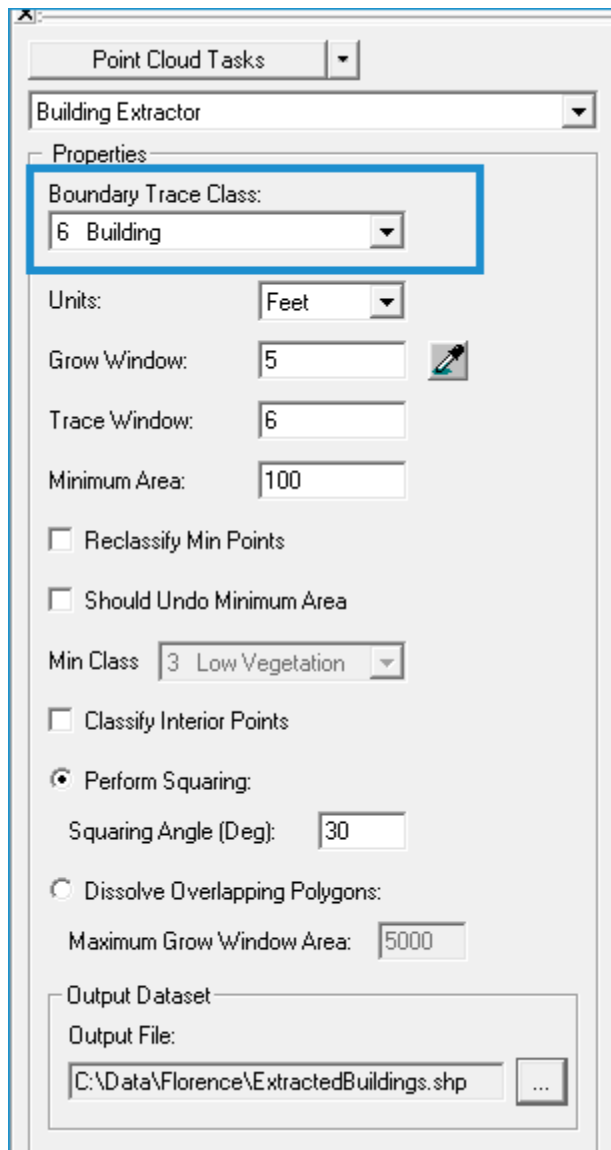 Point Cloud Tasks
Building Extractor
Properties
Boundary Trace Class:
6 Building
Units: Feet
Grow Window: 5
Trace Window: 6
Minimum Area: 100
Reclassify Min Points
Should Undo Minimum Area
Min Class 3 Low Vegetation
Classify Interior Points
Perform Squaring:
Squaring Angle (Deg): 30
Dissolve Overlapping Polygons:
Maximum Grow Window Area: 5000
Output Dataset
Output File:
C:\Data\Florence\ExtractedBuildings.shp ...